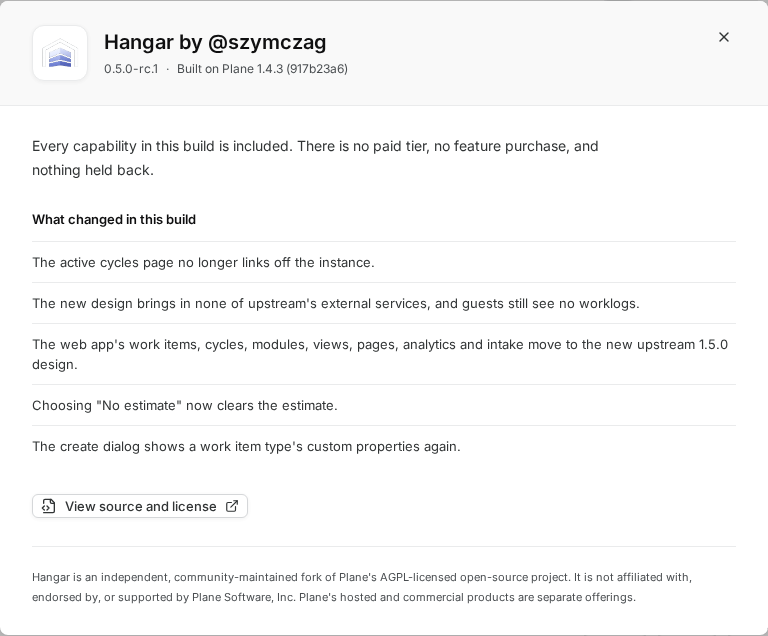 Hangar by @szymczag
0.5.0-rc.1 · Built on Plane 1.4.3 (917b23a6)
Every capability in this build is included. There is no paid tier, no feature purchase, and
nothing held back.
What changed in this build
The active cycles page no longer links off the instance.
The new design brings in none of upstream's external services, and guests still see no worklogs.
The web app's work items, cycles, modules, views, pages, analytics and intake move to the new upstream 1.5.0
design.
Choosing "No estimate" now clears the estimate.
The create dialog shows a work item type's custom properties again.
View source and license
Hangar is an independent, community-maintained fork of Plane's AGPL-licensed open-source project. It is not affiliated with,
endorsed by, or supported by Plane Software, Inc. Plane's hosted and commercial products are separate offerings.